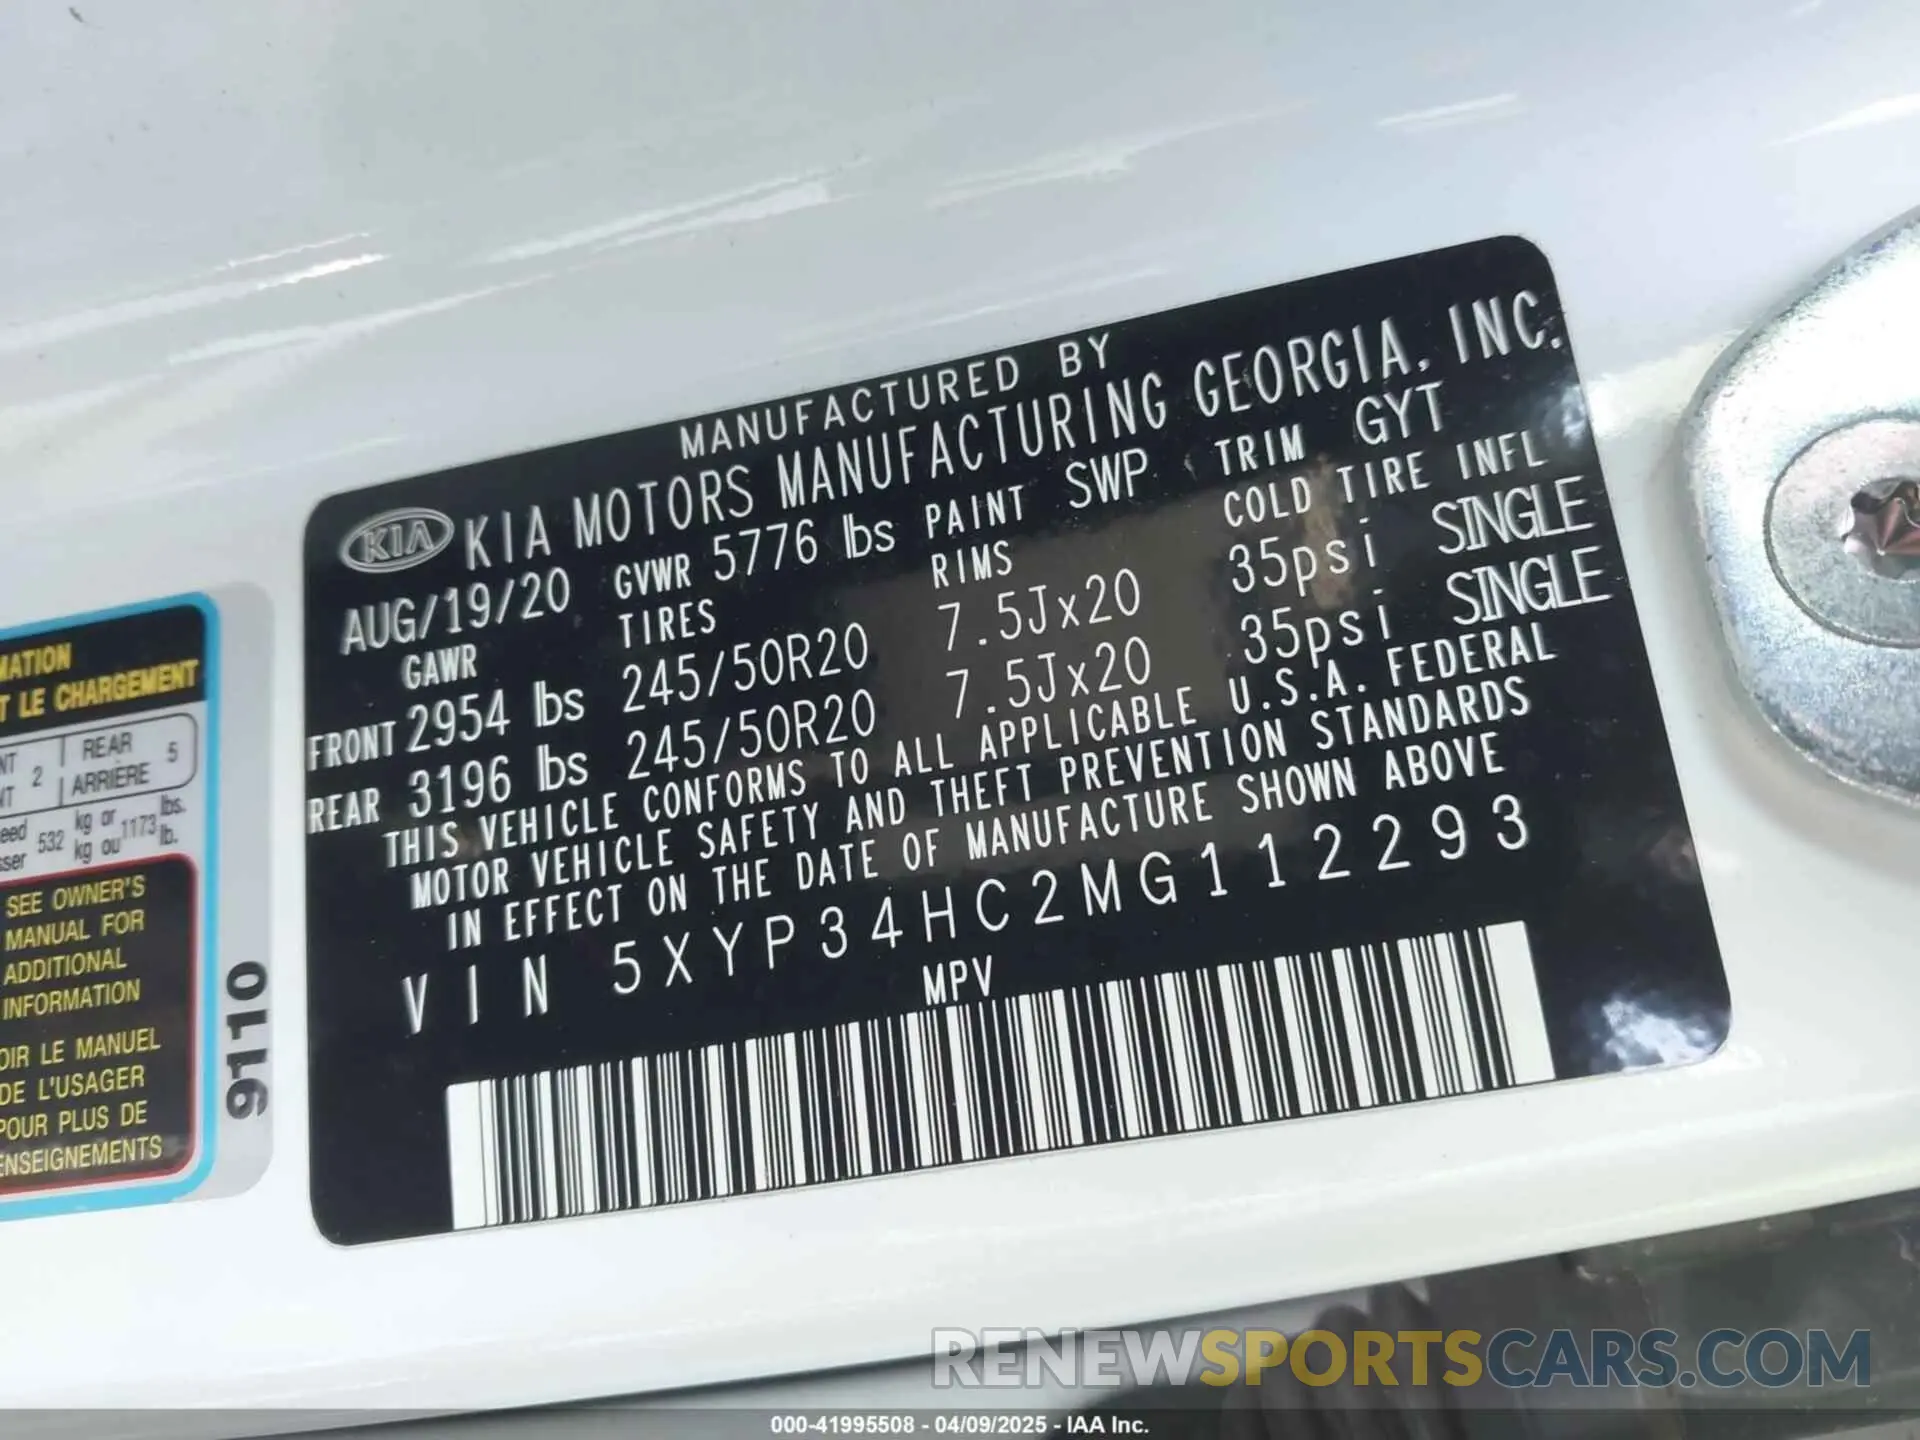 MANUFACTURED BY
KIA KIA MOTORS MANUFACTURING GEORGIA, INC.
AUG/19/20 GVWR 5776 lbs PAINT SWP TRIM GYT
GAWR TIRES RIMS COLD TIRE INFL
FRONT 2954 lbs 245/50R20 7.5Jx20 35psi SINGLE
REAR 3196 lbs 245/50R20 7.5Jx20 35psi SINGLE
THIS VEHICLE CONFORMS TO ALL APPLICABLE U.S.A. FEDERAL
MOTOR VEHICLE SAFETY AND THEFT PREVENTION STANDARDS
IN EFFECT ON THE DATE OF MANUFACTURE SHOWN ABOVE
VIN 5XYP34HC2MG112293
MPV
MATION
T LE CHARGEMENT
NT 2 REAR 5
NT ARRIÈRE
eed 532 kg or 1173 lbs.
sser kg ou lb.
SEE OWNER'S
MANUAL FOR
ADDITIONAL
INFORMATION
OIR LE MANUEL
DE L'USAGER
POUR PLUS DE
ENSEIGNEMENTS
9110
RENEWSPORTSCARS.COM
000-41995508 - 04/09/2025 - IAA Inc.